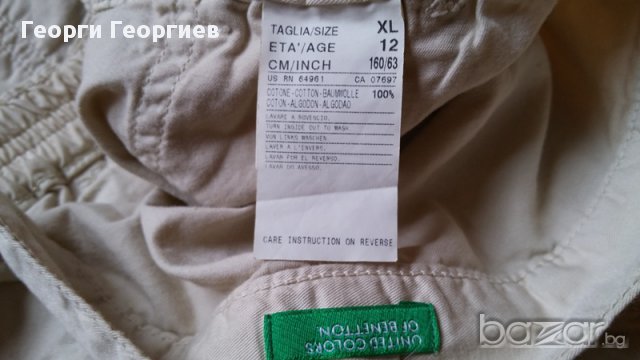 Георги Георгиев
TAGLIA/SIZE XL
ETA'/AGE 12
CM/INCH 160/63
US RN 64961 CA 07697
COTONE-COTTON-BAUMWOLLE 100%
COTON-ALGODON-ALGODAO
LAVARE A ROVESCIO.
TURN INSIDE OUT TO WASH
VON LINKS WASCHEN.
LAVER A L'ENVERS.
LAVAR POR EL REVERSO.
LAVAR DO AVESSO.
CARE INSTRUCTION ON REVERSE
UNITED COLORS
OF BENETTON.
bazar.bg